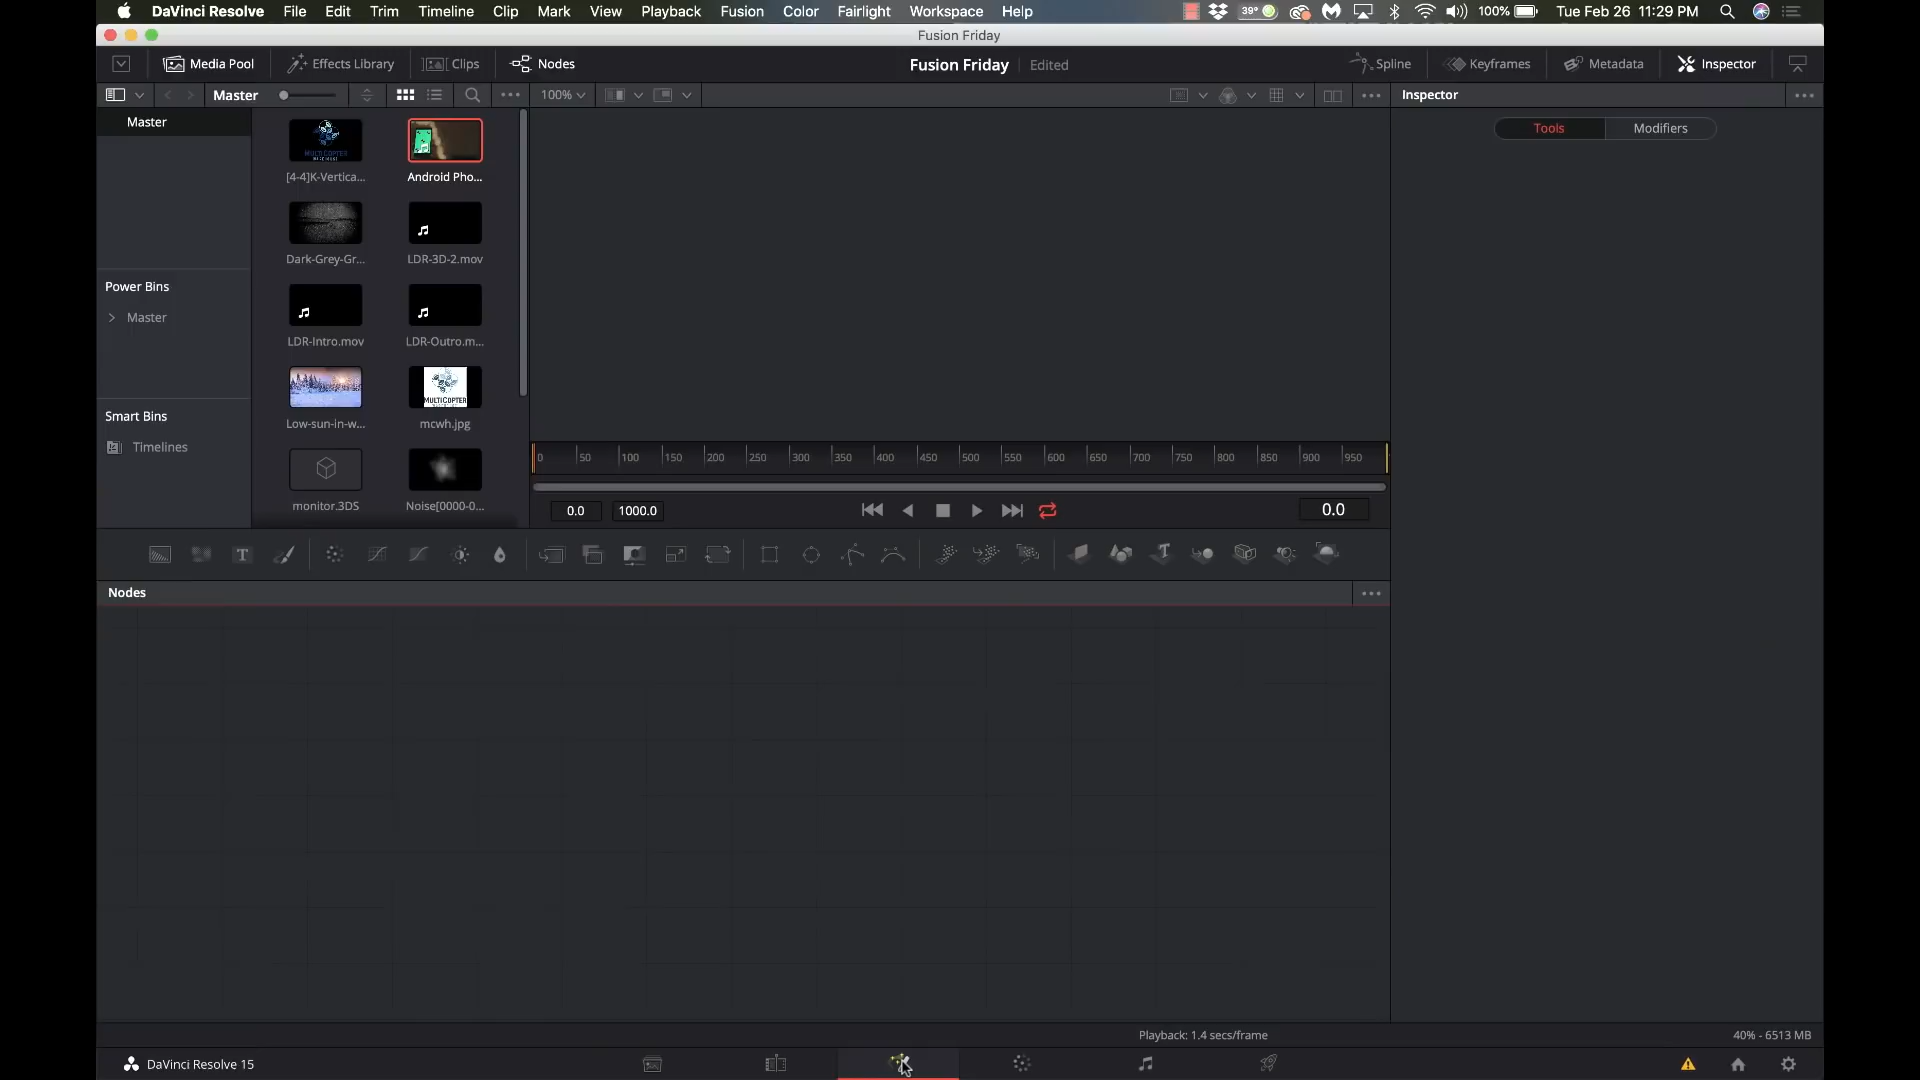 DaVinci Resolve File Edit Trim Timeline Clip Mark View Playback Fusion Color Fairlight Workspace Help 39° 100% Tue Feb 26 11:29 PM
Fusion Friday
Media Pool Effects Library Clips Nodes Fusion Friday Edited Spline Keyframes Metadata Inspector
Master 100% Inspector
Master
Tools Modifiers
[4-4]K-Vertica... Android Pho...
Dark-Grey-Gr... LDR-3D-2.mov
Power Bins
Master
LDR-Intro.mov LDR-Outro.m...
MULTICOPTER
Smart Bins
Low-sun-in-w... mcwh.jpg
Timelines
0 50 100 150 200 250 300 350 400 450 500 550 600 650 700 750 800 850 900 950
monitor.3DS Noise[0000-0...
0.0 1000.0 0.0
Nodes
Playback: 1.4 secs/frame 40% - 6513 MB
DaVinci Resolve 15